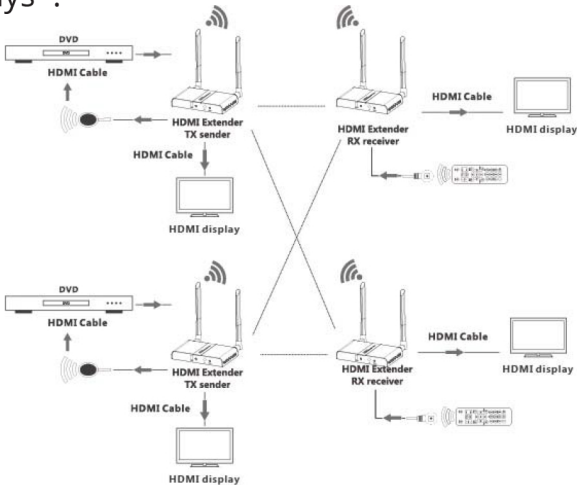 DVD
HDMI Cable
HDMI Extender
TX sender
HDMI Cable
HDMI display
HDMI Extender
RX receiver
HDMI Cable
HDMI display
DVD
HDMI Cable
HDMI Extender
TX sender
HDMI Cable
HDMI display
HDMI Extender
RX receiver
HDMI Cable
HDMI display